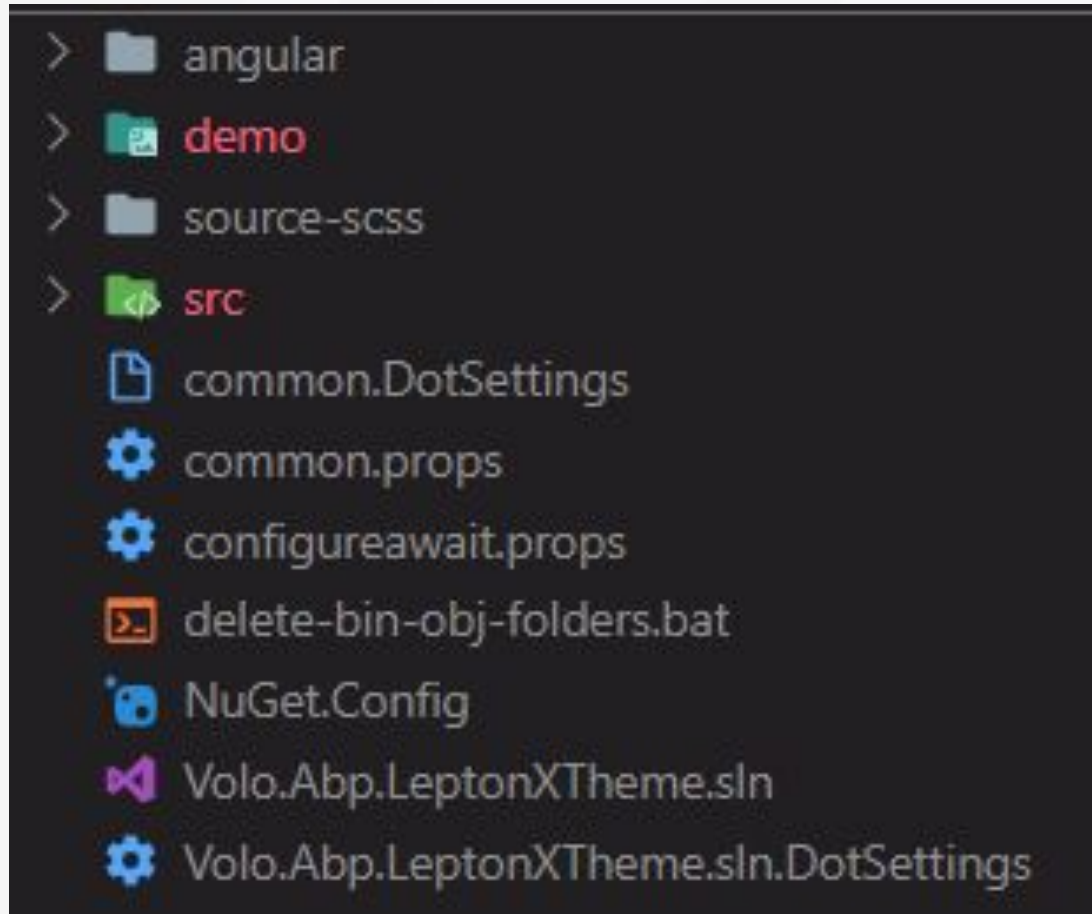 angular
demo
source-scss
src
common.DotSettings
common.props
configureawait.props
delete-bin-obj-folders.bat
NuGet.Config
Volo.Abp.LeptonXTheme.sln
Volo.Abp.LeptonXTheme.sln.DotSettings